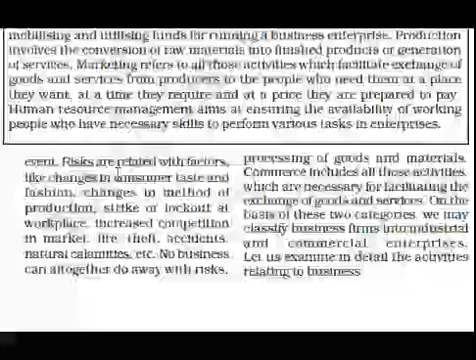 mobilising and utilising funds for running a business enterprise. Production
involves the conversion of raw materials into finished products or generation
of services. Marketing refers to all those activities which facilitate exchange of
goods and services from producers to the people who need them at a place
they want, at a time they require and at a price they are prepared to pay
Human resource management aims at ensuring the availability of working
people who have necessary skills to perform various tasks in enterprises.
event. Risks are related with factors,
like changes in consumer taste and
fashion, changes in method of
production, strike or lockout at
workplace, increased competition
in market, fire theft, accidents,
natural calamities, etc. No business
can altogether do away with risks.
processing of goods and materials.
Commerce includes all those activities,
which are necessary for facilitating the
exchange of goods and services. On the
basis of these two categories, we may
classify business firms into industrial
and commercial enterprises.
Let us examine in detail the activities
relating to business